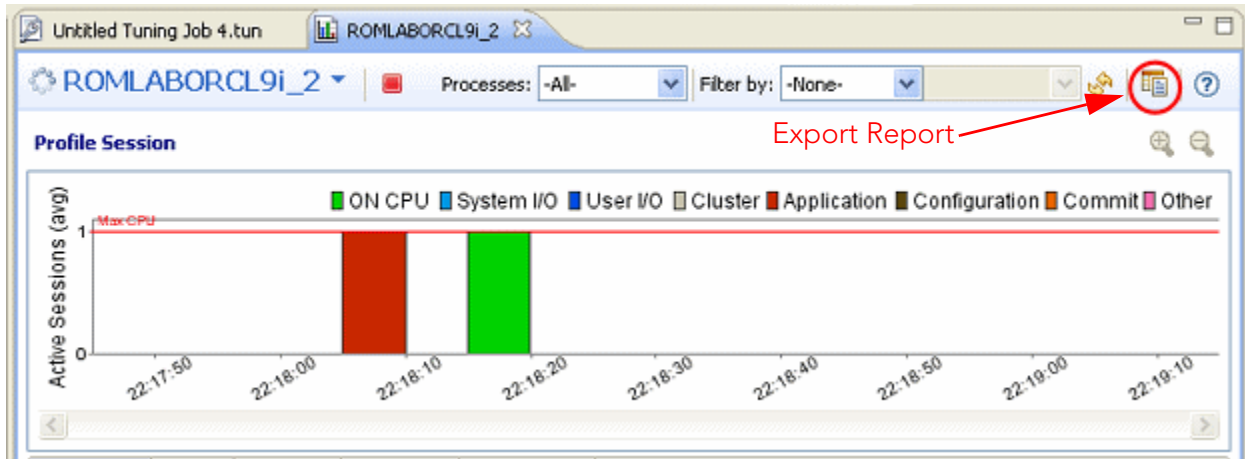 Untitled Tuning Job 4.tun ROMLABORCL9i_2
ROMLABORCL9i_2 Processes: -All- Filter by: -None-
Export Report
Profile Session
ON CPU System I/O User I/O Cluster Application Configuration Commit Other
Active Sessions (avg)
Max CPU
1
0
22:17:50 22:18:00 22:18:10 22:18:20 22:18:30 22:18:40 22:18:50 22:19:00 22:19:10